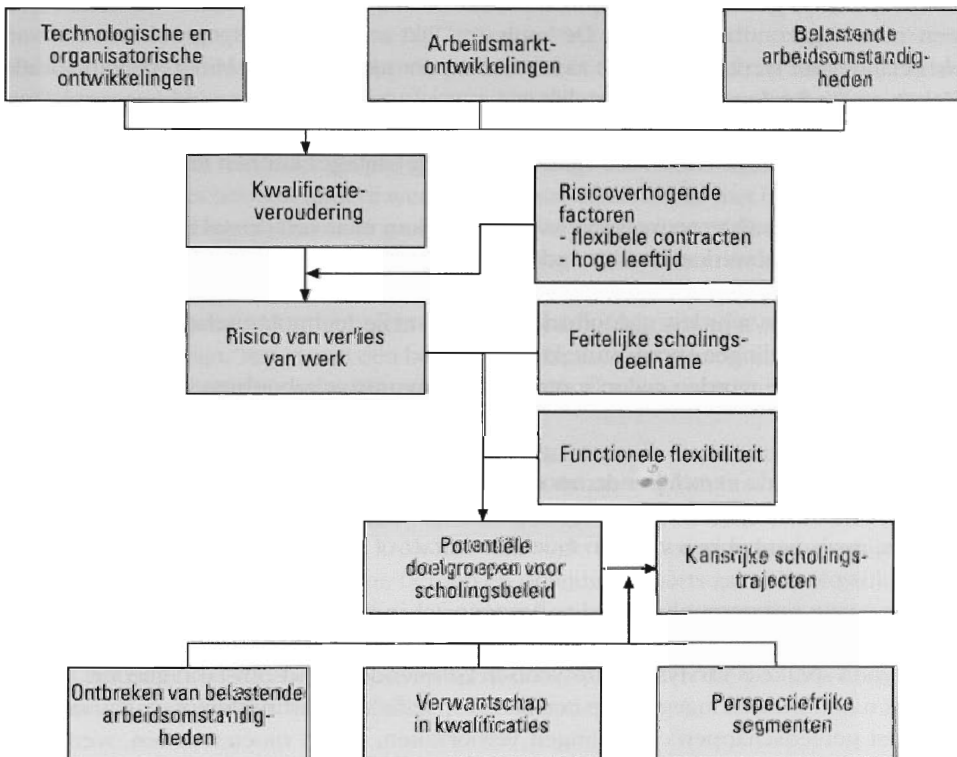 Technologische en
organisatorische
ontwikkelingen
Arbeidsmarkt-
ontwikkelingen
Belastende
arbeidsomstandig-
heden
Kwalificatie-
veroudering
Risicoverhogende
factoren
- flexibele contracten
- hoge leeftijd
Risico van verlies
van werk
Feitelijke scholings-
deelname
Functionele flexibiliteit
Potentiële
doelgroepen voor
scholingsbeleid
Kansrijke scholings-
trajecten
Ontbreken van belastende
arbeidsomstandig-
heden
Verwantschap
in kwalificaties
Perspectiefrijke
segmenten